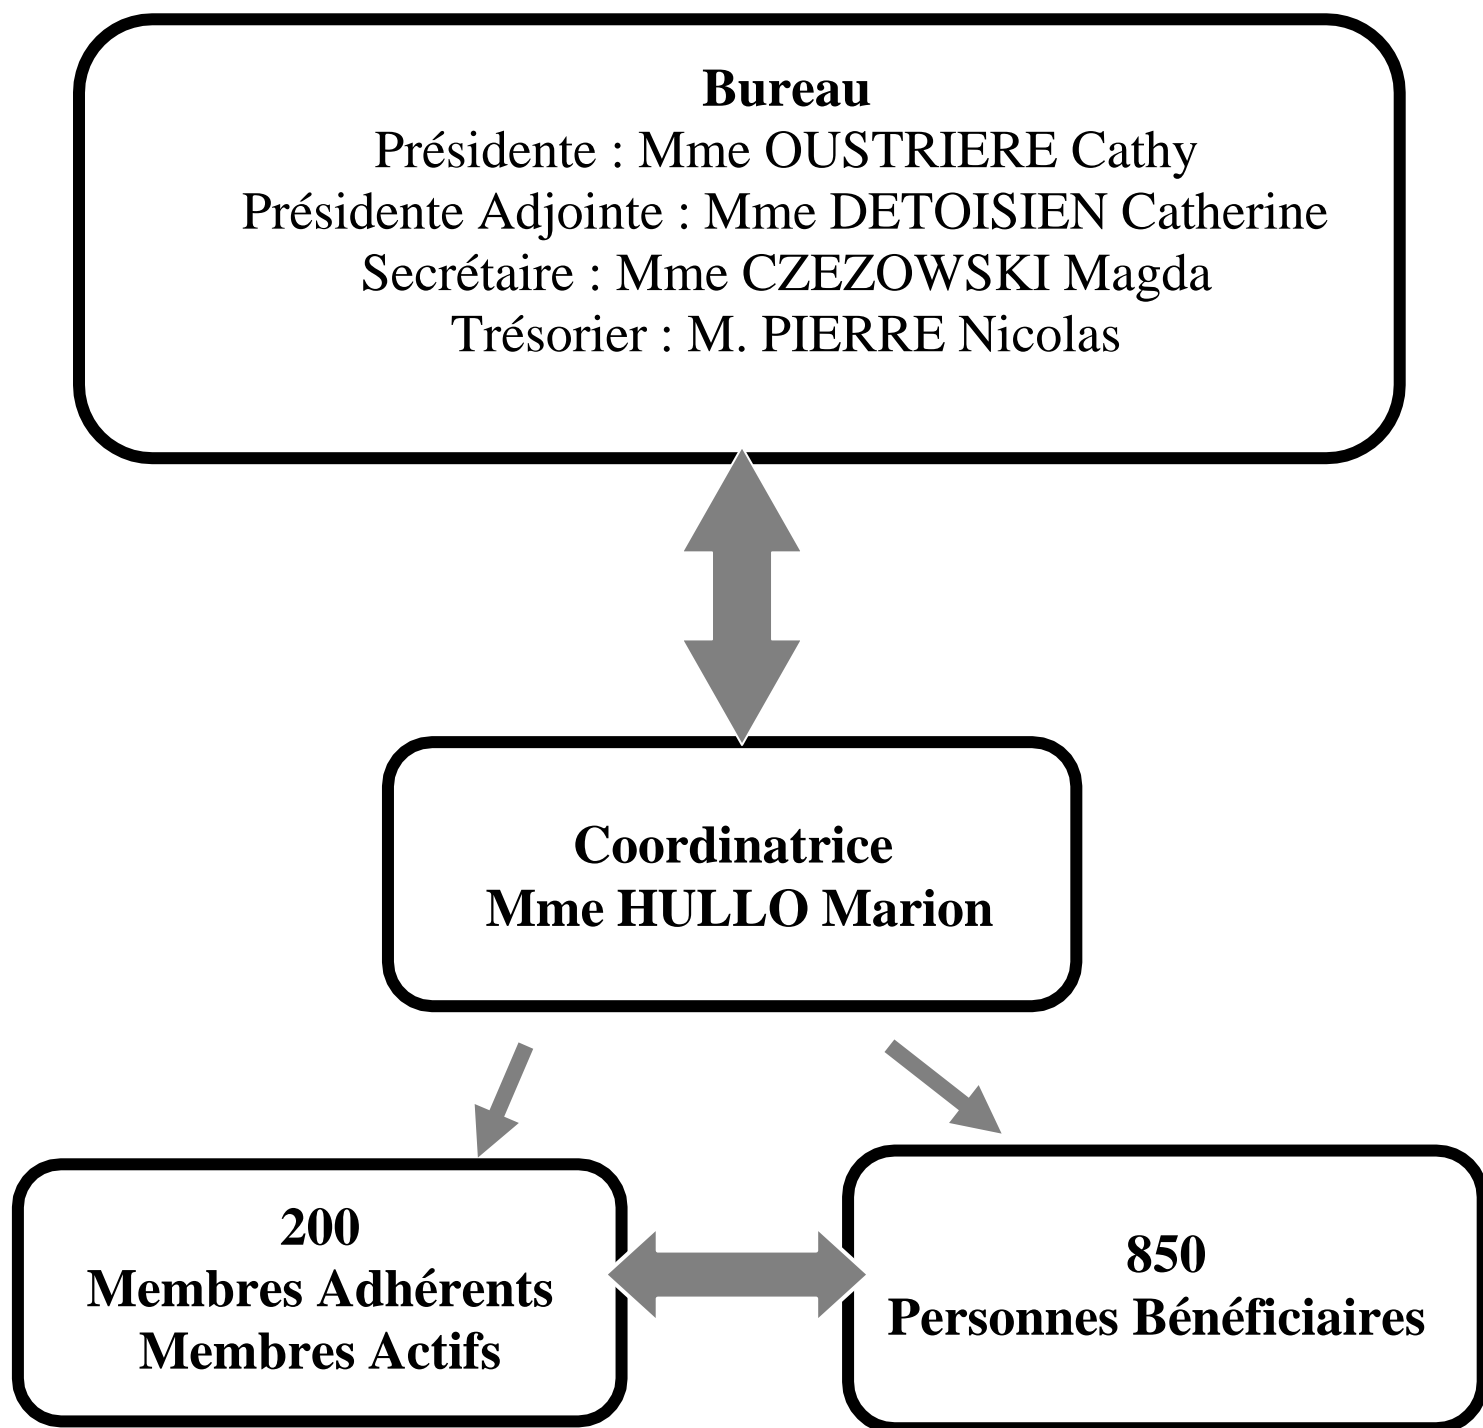 Bureau
Présidente : Mme OUSTRIERE Cathy
Présidente Adjointe : Mme DETOISIEN Catherine
Secrétaire : Mme CZEZOWSKI Magda
Trésorier : M. PIERRE Nicolas
Coordinatrice
Mme HULLO Marion
200
Membres Adhérents
Membres Actifs
850
Personnes Bénéficiaires